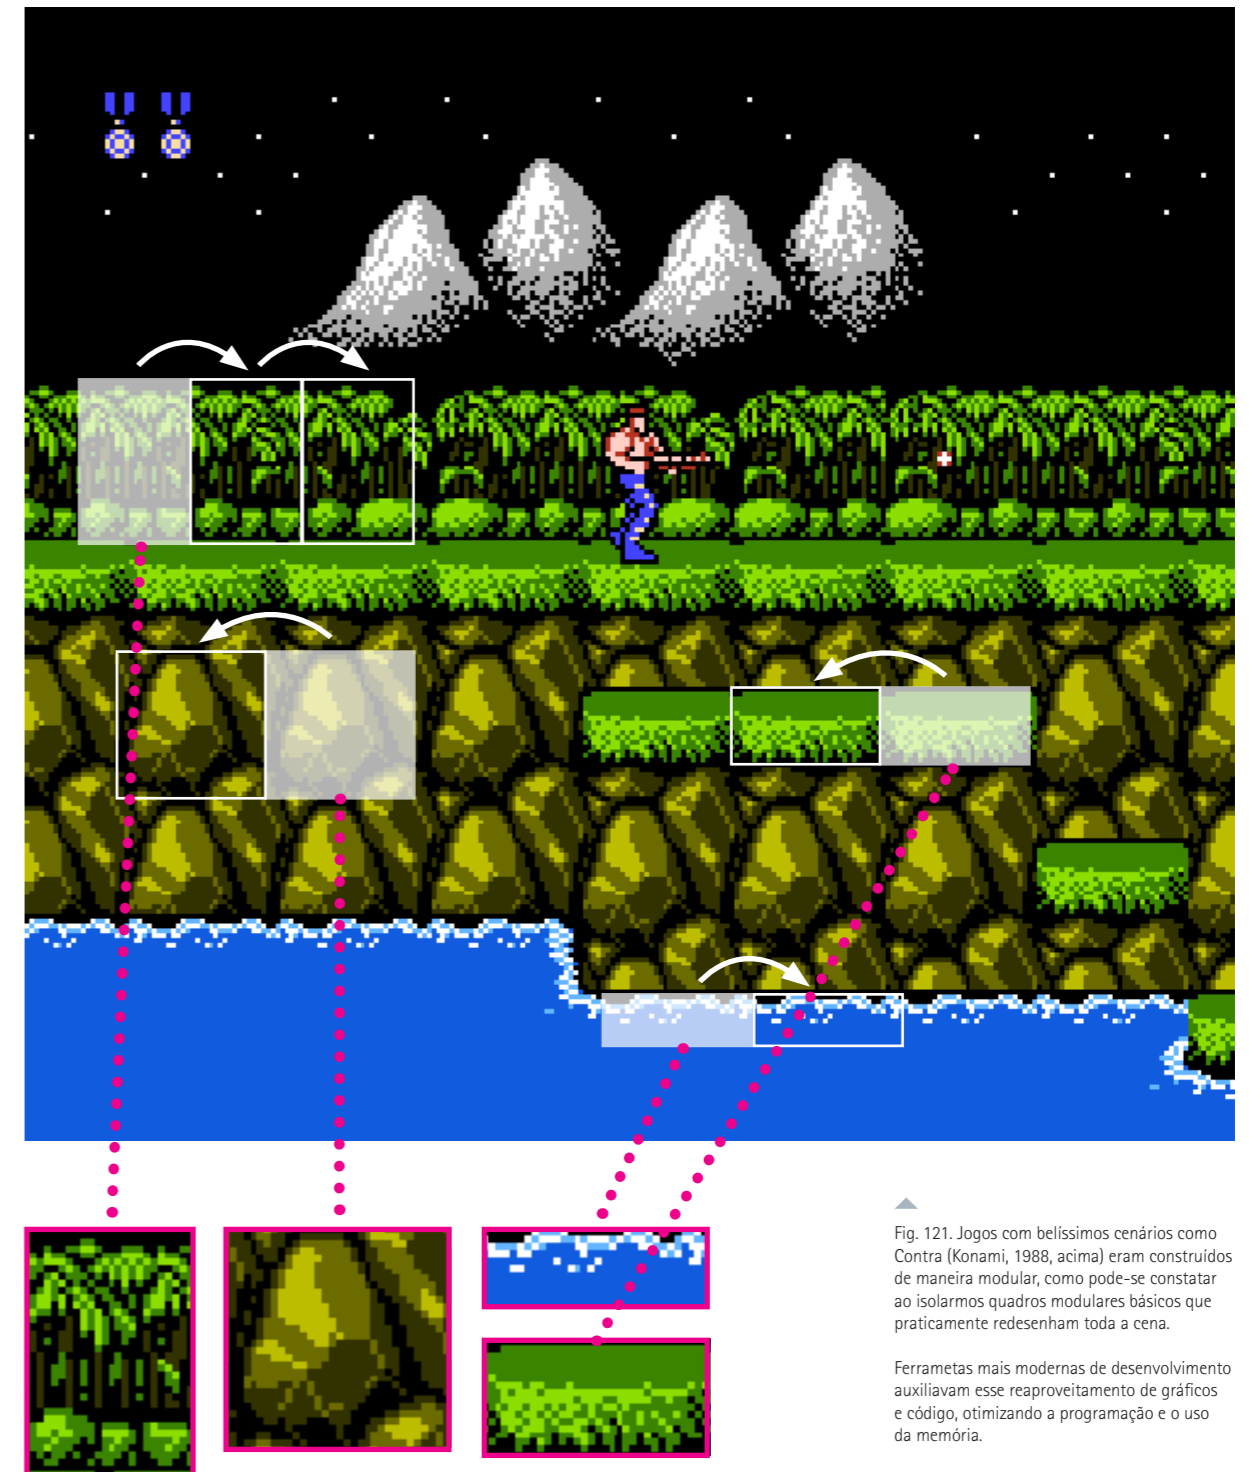 Fig. 121. Jogos com belíssimos cenários como
Contra (Konami, 1988, acima) eram construídos
de maneira modular, como pode-se constatar
ao isolarmos quadros modulares básicos que
praticamente redesenham toda a cena.
Ferrametas mais modernas de desenvolvimento
auxiliavam esse reaproveitamento de gráficos
e código, otimizando a programação e o uso
da memória.